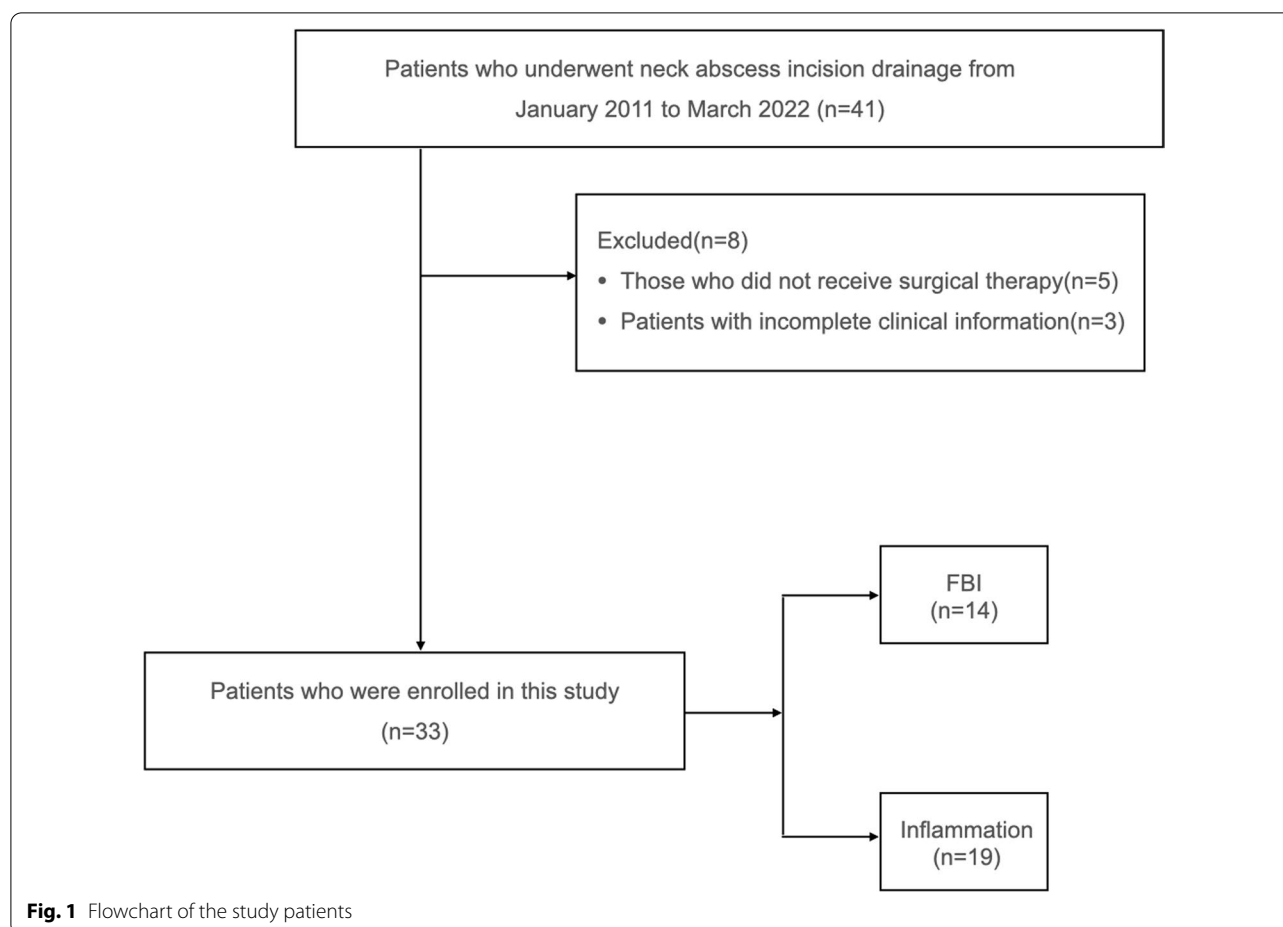 Patients who underwent neck abscess incision drainage from
January 2011 to March 2022 (n=41)
Excluded(n=8)
• Those who did not receive surgical therapy(n=5)
• Patients with incomplete clinical information(n=3)
FBI
(n=14)
Patients who were enrolled in this study
(n=33)
Inflammation
(n=19)
Fig. 1 Flowchart of the study patients